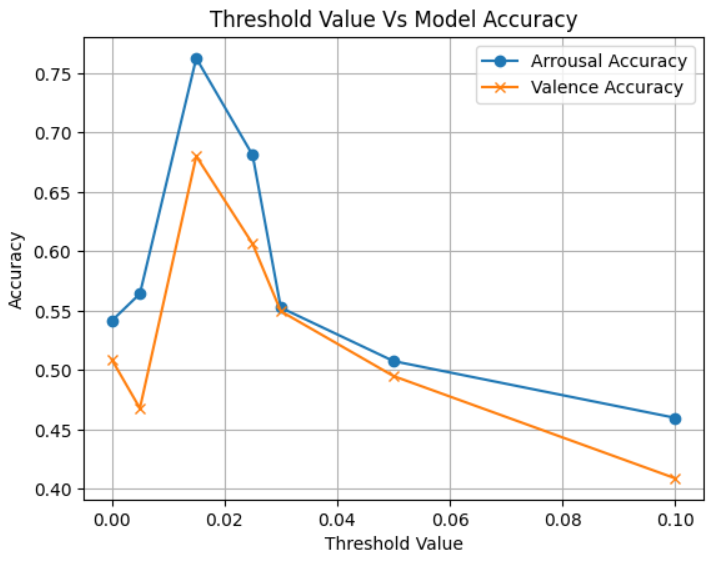 Threshold Value Vs Model Accuracy
Arrousal Accuracy
Valence Accuracy
Accuracy
0.75
0.70
0.65
0.60
0.55
0.50
0.45
0.40
0.00 0.02 0.04 0.06 0.08 0.10
Threshold Value